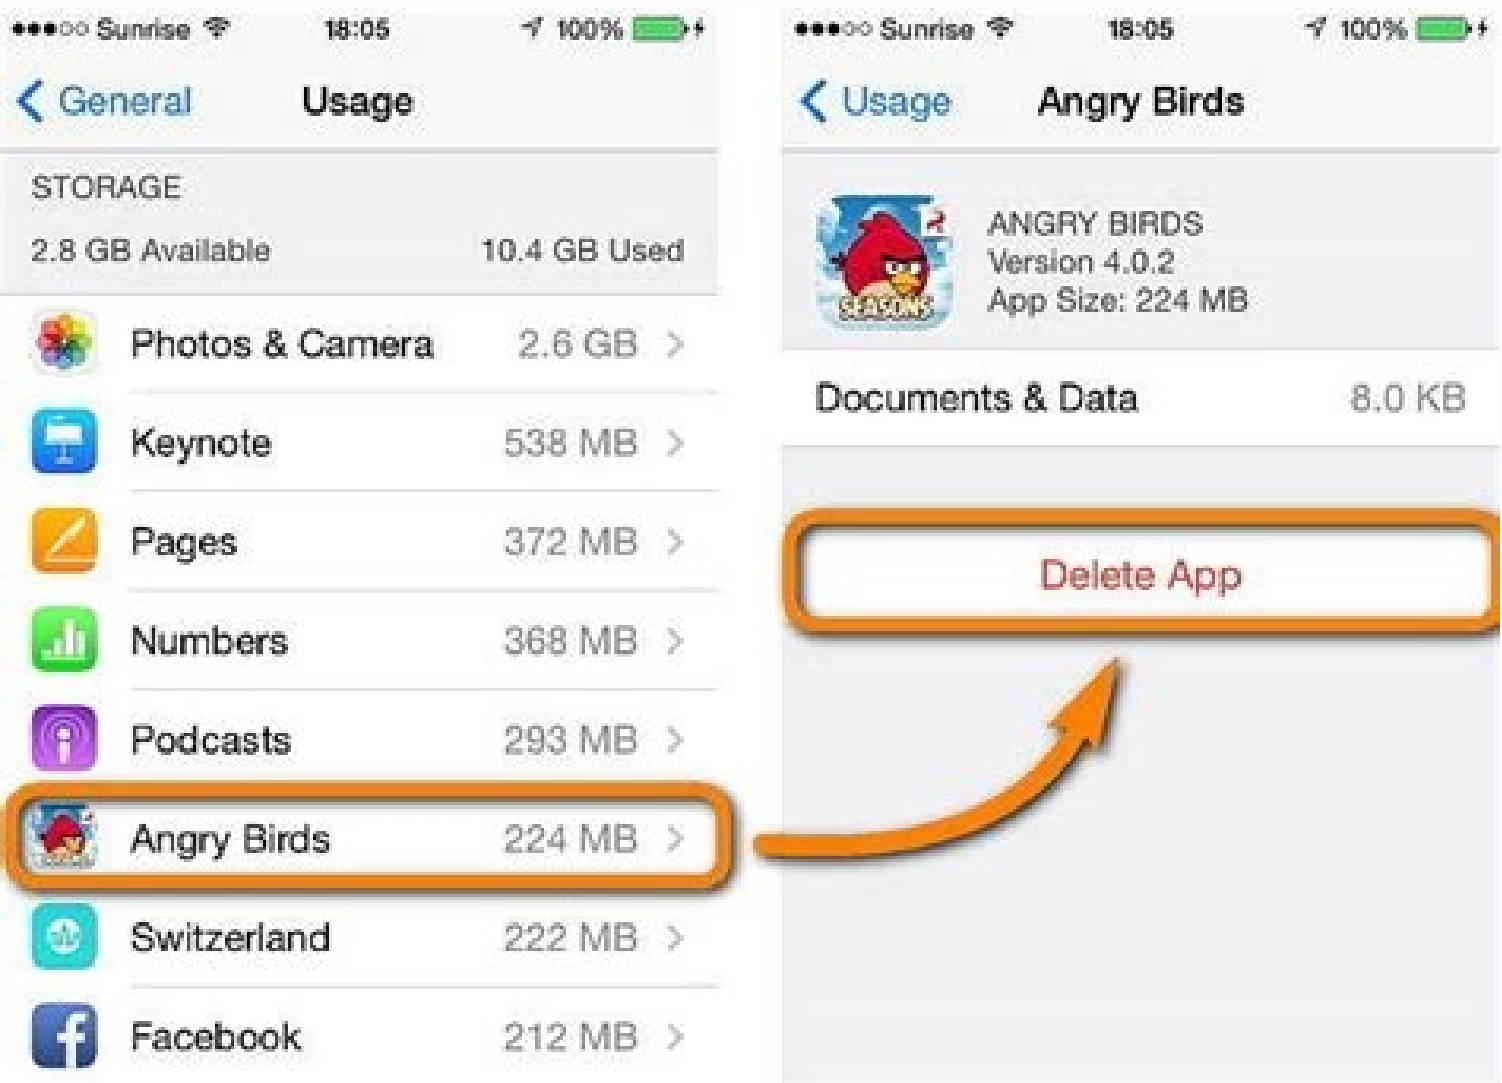 Sunrise 18:05 100%
General Usage
STORAGE
2.8 GB Available 10.4 GB Used
Photos & Camera 2.6 GB
Keynote 538 MB
Pages 372 MB
Numbers 368 MB
Podcasts 293 MB
Angry Birds 224 MB
Switzerland 222 MB
Facebook 212 MB
Sunrise 18:05 100%
Usage Angry Birds
SEASONS
ANGRY BIRDS
Version 4.0.2
App Size: 224 MB
Documents & Data 8.0 KB
Delete App